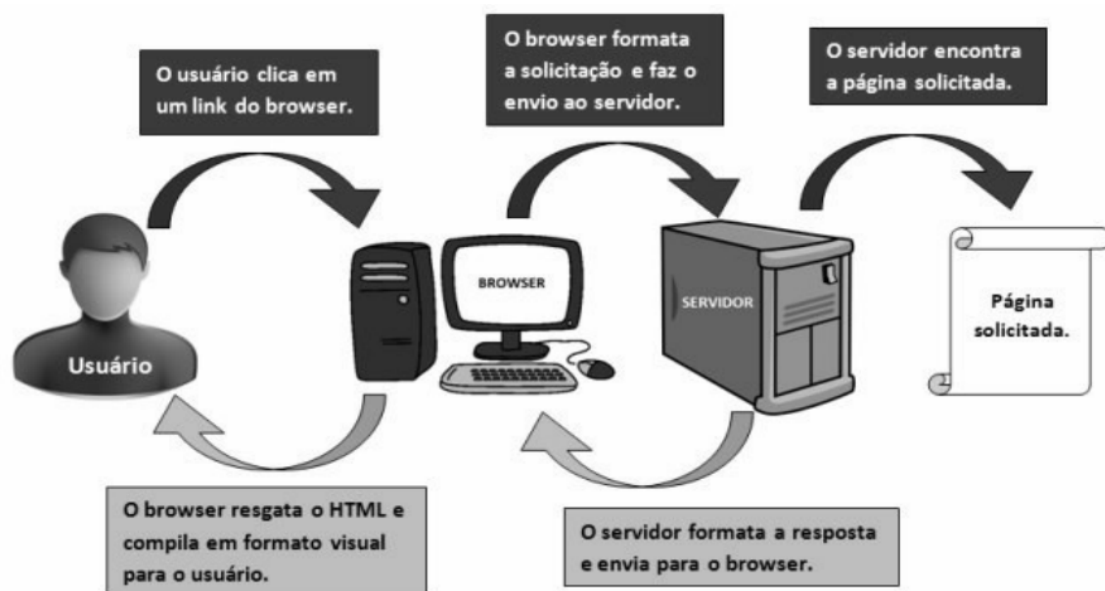 O usuário clica em
um link do browser.
O browser formata
a solicitação e faz o
envio ao servidor.
O servidor encontra
a página solicitada.
Usuário
BROWSER
SERVIDOR
Página
solicitada.
O browser resgata o HTML e
compila em formato visual
para o usuário.
O servidor formata a resposta
e envia para o browser.